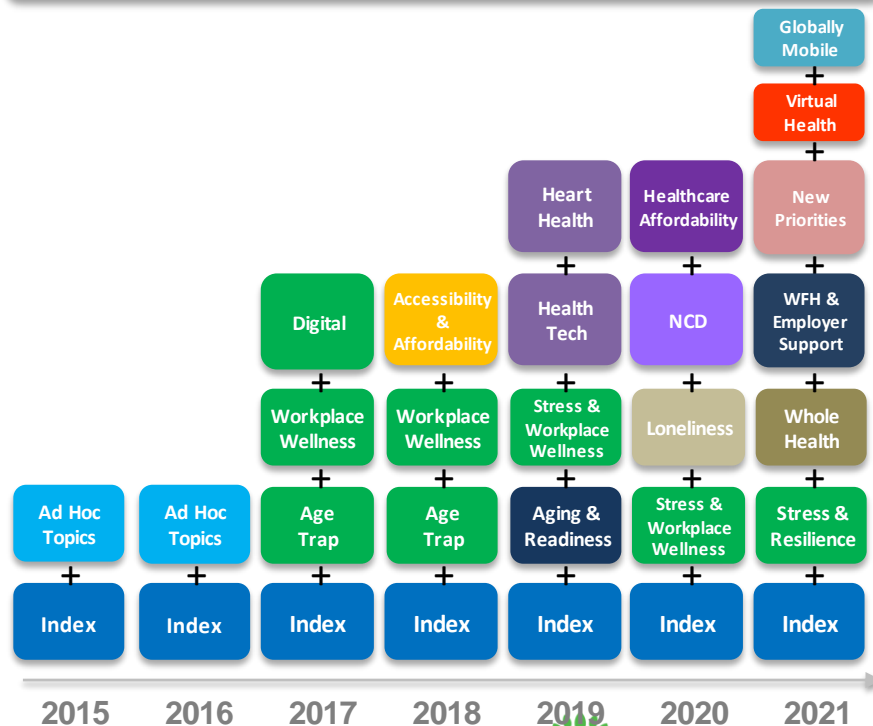 Globally
Mobile
+
Virtual
Health
+
Heart
Health
Healthcare
Affordability
New
Priorities
+
+
+
Digital
Accessibility
&
Affordability
Health
Tech
NCD
WFH &
Employer
Support
+
+
+
+
+
Workplace
Wellness
Workplace
Wellness
Stress &
Workplace
Wellness
Loneliness
Whole
Health
+
+
+
+
+
Ad Hoc
Topics
Ad Hoc
Topics
Age
Trap
Age
Trap
Aging &
Readiness
Stress &
Workplace
Wellness
Stress &
Resilience
+
+
+
+
+
+
+
Index
Index
Index
Index
Index
Index
Index
2015 2016 2017 2018 2019 2020 2021